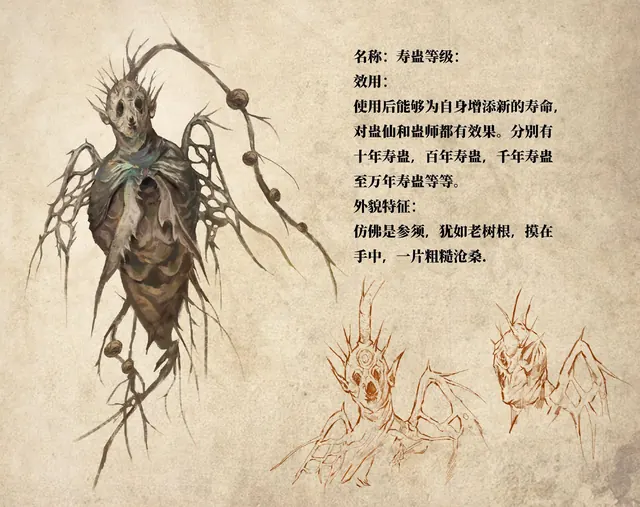 名称：寿蛊等级：
效用：
使用后能够为自身增添新的寿命，
对蛊仙和蛊师都有效果。分别有
十年寿蛊，百年寿蛊，千年寿蛊
至万年寿蛊等等。
外貌特征：
仿佛是参须，犹如老树根，摸在
手中，一片粗糙沧桑.